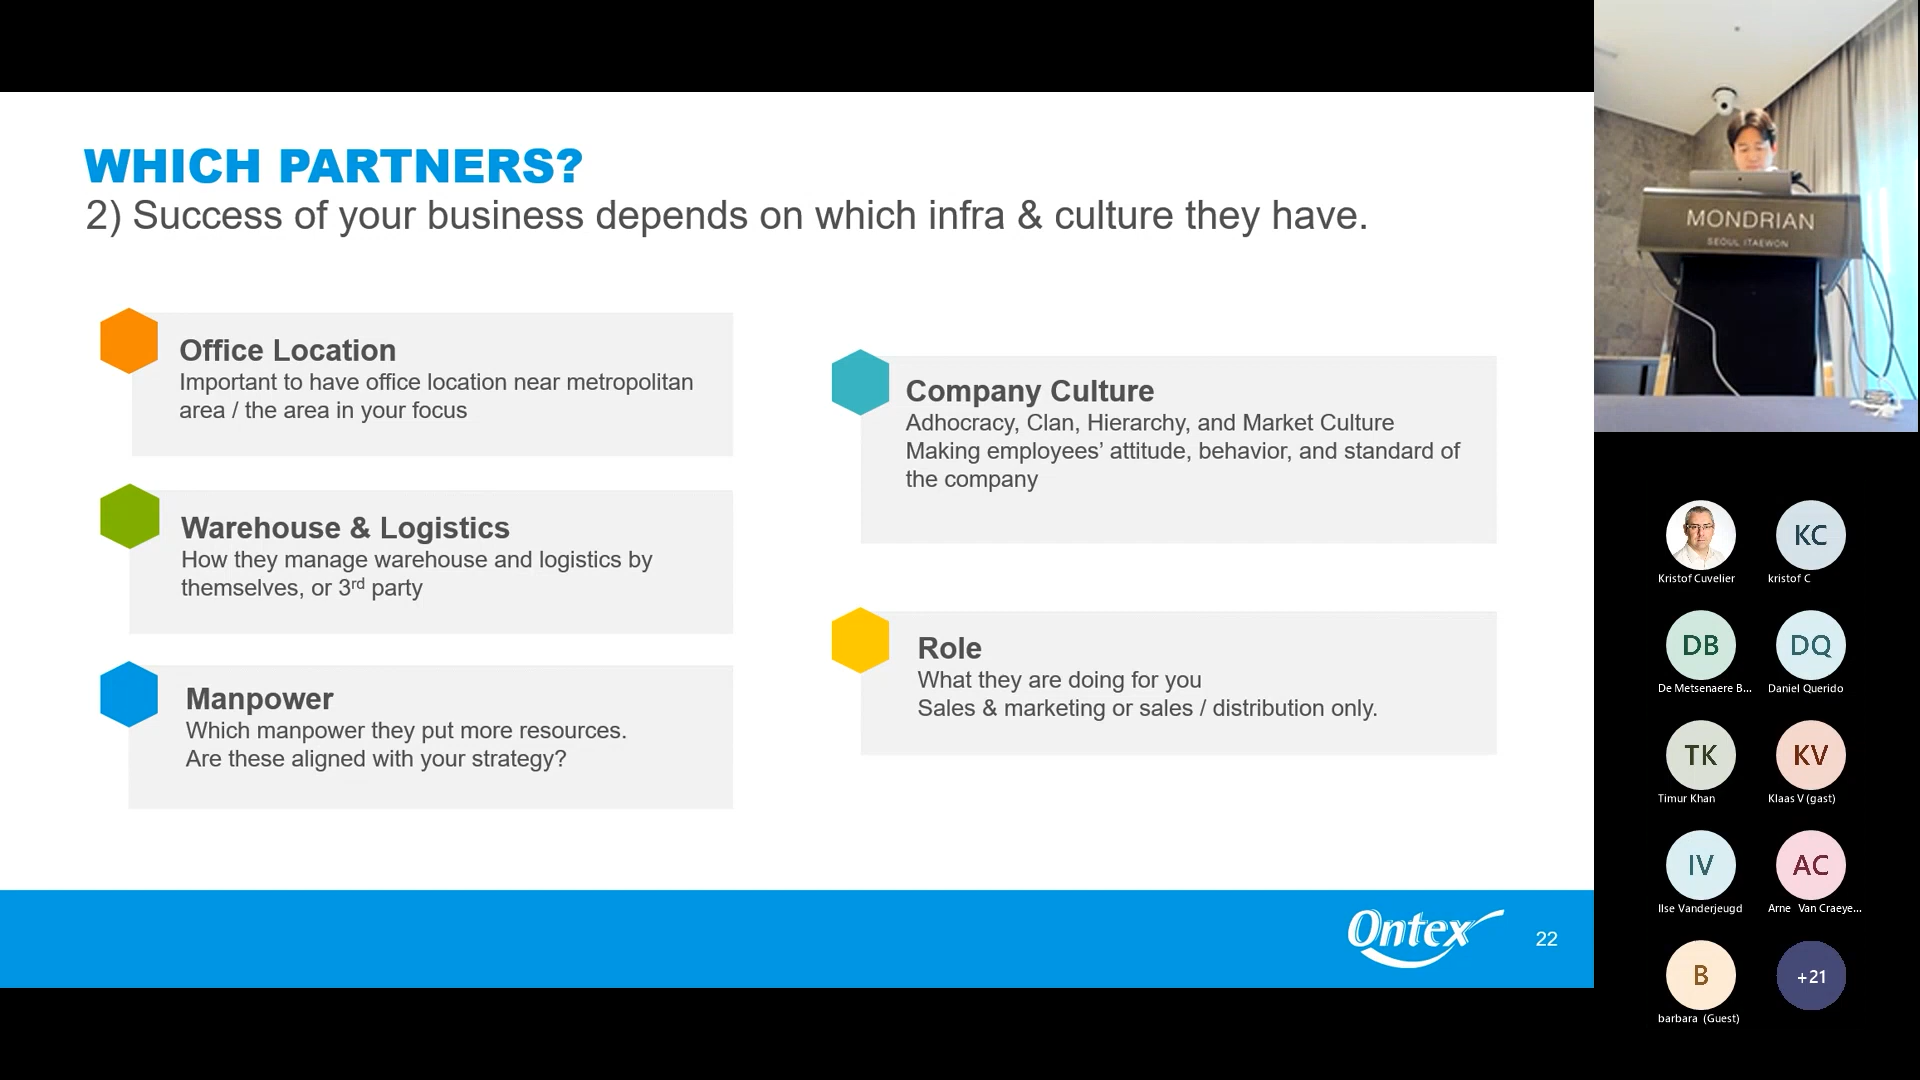 WHICH PARTNERS?
2) Success of your business depends on which infra & culture they have.
Office Location
Important to have office location near metropolitan
area / the area in your focus
Warehouse & Logistics
How they manage warehouse and logistics by
themselves, or 3rd party
Manpower
Which manpower they put more resources.
Are these aligned with your strategy?
Company Culture
Adhocracy, Clan, Hierarchy, and Market Culture
Making employees’ attitude, behavior, and standard of
the company
Role
What they are doing for you
Sales & marketing or sales / distribution only.
Ontex
22
MONDRIAN
SEOUL ITAEWON
Kristof Cuvelier
KC
kristof C
DB
De Metsenaere B...
DQ
Daniel Querido
TK
Timur Khan
KV
Klaas V (gast)
IV
Ilse Vanderjeugd
AC
Arne Van Craeye...
B
barbara (Guest)
+21